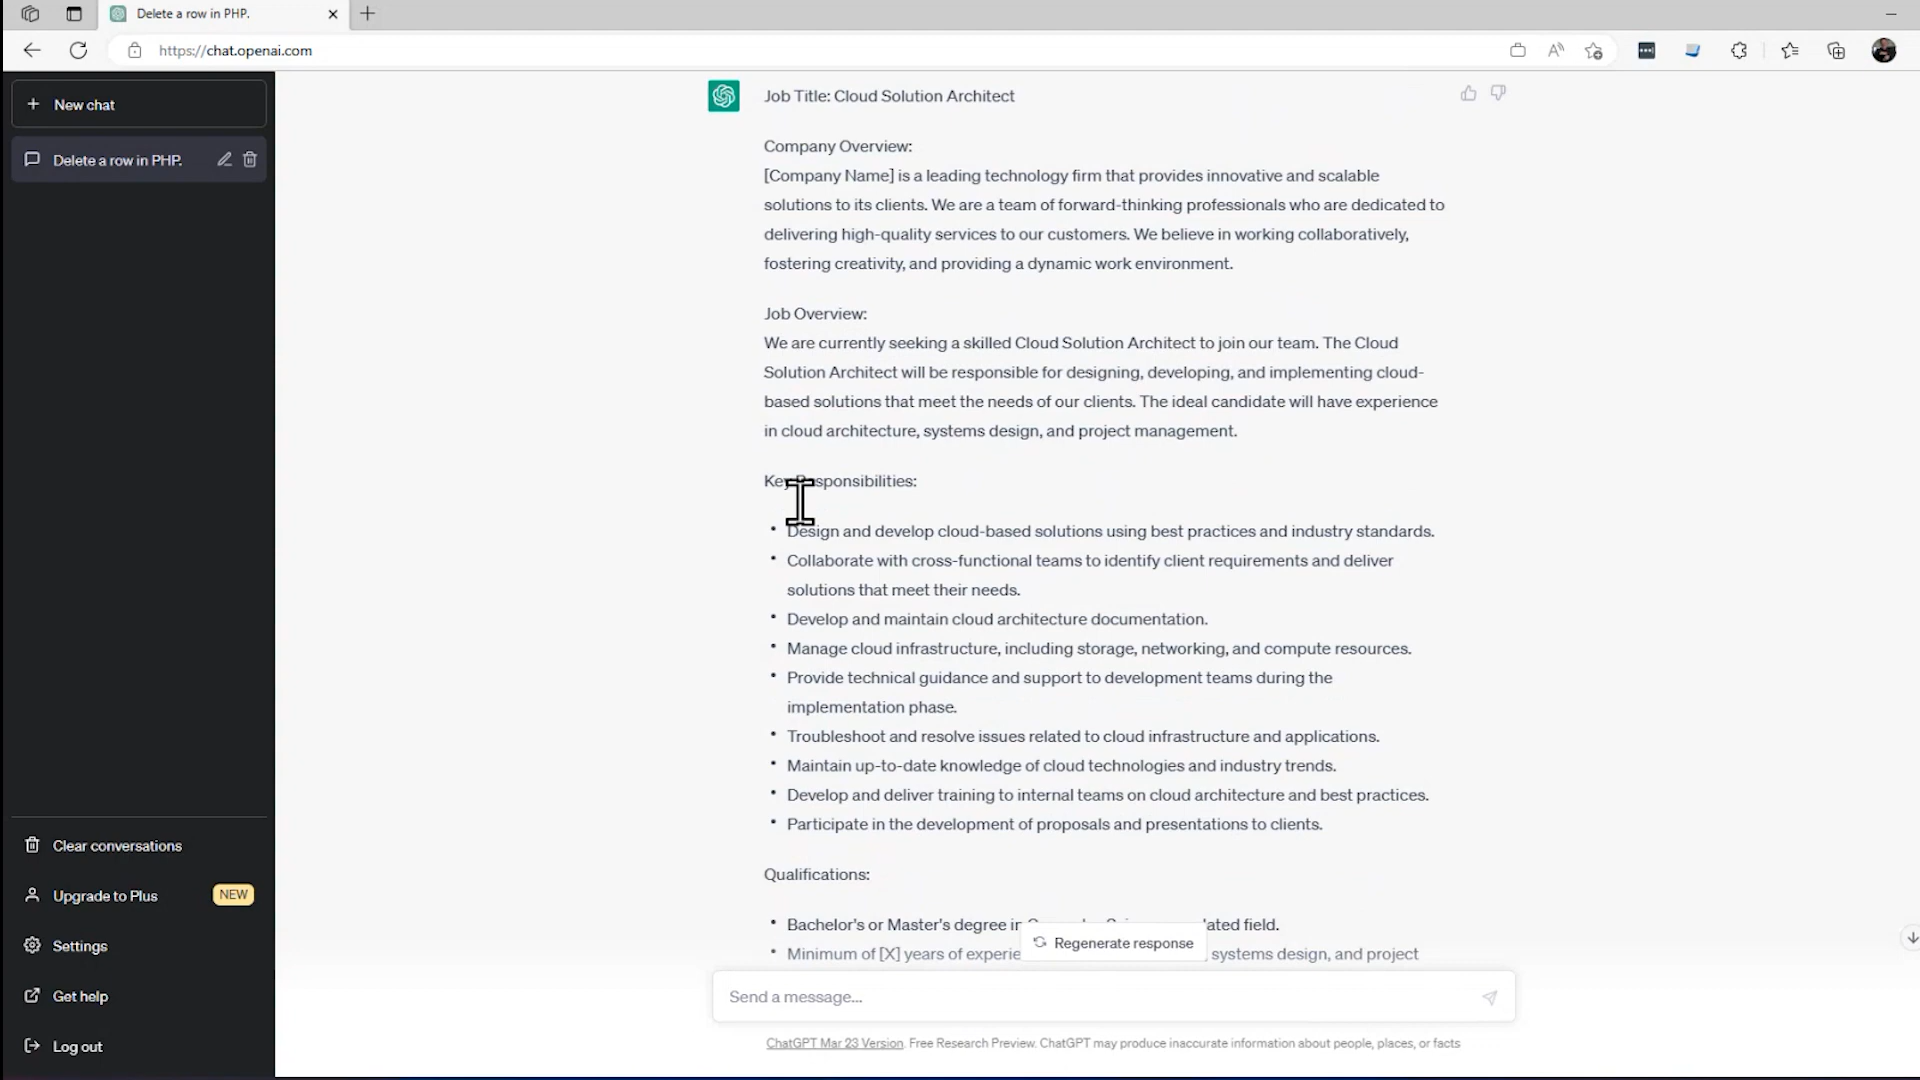 Delete a row in PHP.
https://chat.openai.com
New chat
Delete a row in PHP.
Clear conversations
Upgrade to Plus NEW
Settings
Get help
Log out
Job Title: Cloud Solution Architect
Company Overview:
[Company Name] is a leading technology firm that provides innovative and scalable
solutions to its clients. We are a team of forward-thinking professionals who are dedicated to
delivering high-quality services to our customers. We believe in working collaboratively,
fostering creativity, and providing a dynamic work environment.
Job Overview:
We are currently seeking a skilled Cloud Solution Architect to join our team. The Cloud
Solution Architect will be responsible for designing, developing, and implementing cloud-
based solutions that meet the needs of our clients. The ideal candidate will have experience
in cloud architecture, systems design, and project management.
Key Responsibilities:
• Design and develop cloud-based solutions using best practices and industry standards.
• Collaborate with cross-functional teams to identify client requirements and deliver
solutions that meet their needs.
• Develop and maintain cloud architecture documentation.
• Manage cloud infrastructure, including storage, networking, and compute resources.
• Provide technical guidance and support to development teams during the
implementation phase.
• Troubleshoot and resolve issues related to cloud infrastructure and applications.
• Maintain up-to-date knowledge of cloud technologies and industry trends.
• Develop and deliver training to internal teams on cloud architecture and best practices.
• Participate in the development of proposals and presentations to clients.
Qualifications:
• Bachelor's or Master's degree in field.
Regenerate response
• Minimum of [X] years of systems design, and project
Send a message...
ChatGPT Mar 23 Version. Free Research Preview. ChatGPT may produce inaccurate information about people, places, or facts